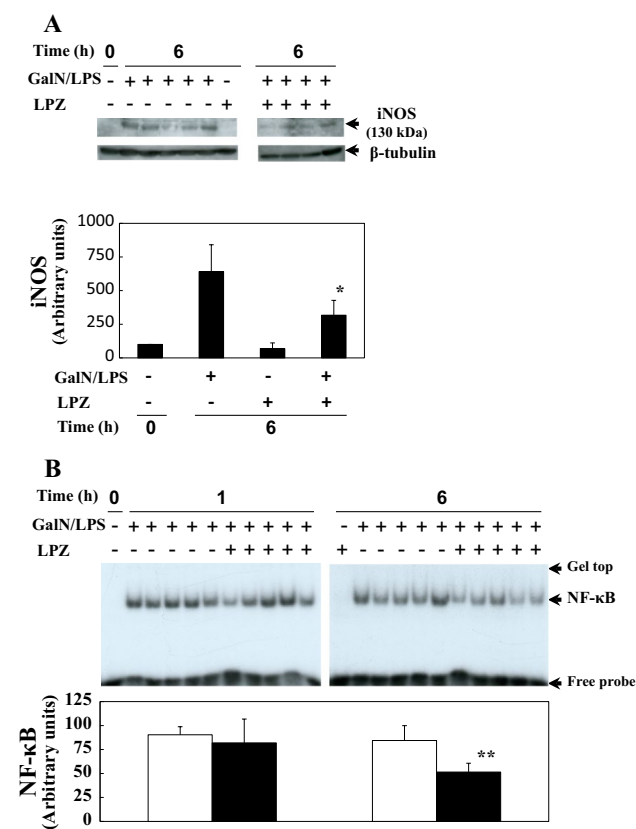 A
Time (h) 0 6 6
GalN/LPS - + + + + + - + + + +
LPZ - - - - - - + + + + +
iNOS
(130 kDa)
β-tubulin
1000
750
500
250
0
iNOS
(Arbitrary units)
*
GalN/LPS - + - +
LPZ - - + +
Time (h) 0 6
B
Time (h) 0 1 6
GalN/LPS - + + + + + + + + + + - + + + + + + + + + +
LPZ - - - - - - + + + + + + - - - - - + + + + +
Gel top
NF-κB
Free probe
125
100
75
50
25
0
NF-κB
(Arbitrary units)
**